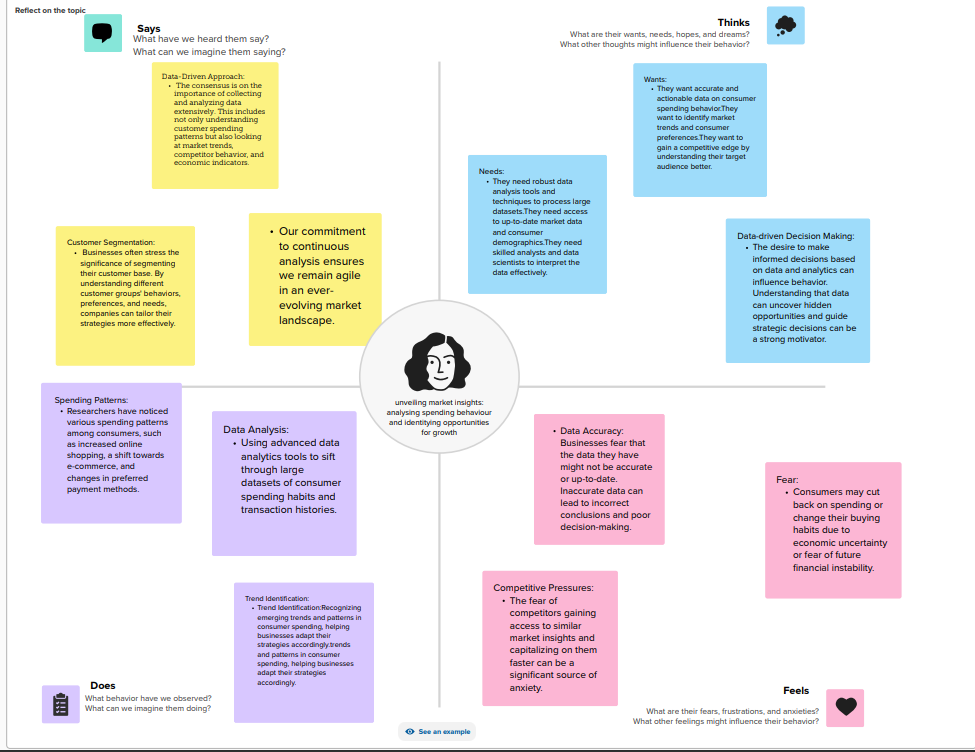 Reflect on the topic
Says
What have we heard them say?
What can we imagine them saying?
Data-Driven Approach:
• The consensus is on the
importance of collecting
and analyzing data
extensively. This includes
not only understanding
customer spending
patterns but also looking
at market trends,
competitor behavior, and
economic indicators.
Customer Segmentation:
• Businesses often stress the
significance of segmenting
their customer base. By
understanding different
customer groups' behaviors,
preferences, and needs,
companies can tailor their
strategies more effectively.
• Our commitment
to continuous
analysis ensures
we remain agile
in an ever-
evolving market
landscape.
Thinks
What are their wants, needs, hopes, and dreams?
What other thoughts might influence their behavior?
Wants:
• They want accurate and
actionable data on consumer
spending behavior.They
want to identify market
trends and consumer
preferences.They want to
gain a competitive edge by
understanding their target
audience better.
Needs:
• They need robust data
analysis tools and
techniques to process large
datasets.They need access
to up-to-date market data
and consumer
demographics.They need
skilled analysts and data
scientists to interpret the
data effectively.
Data-driven Decision Making:
• The desire to make
informed decisions based
on data and analytics can
influence behavior.
Understanding that data
can uncover hidden
opportunities and guide
strategic decisions can be
a strong motivator.
unveiling market insights:
analysing spending behaviour
and identifying opportunities
for growth
Spending Patterns:
• Researchers have noticed
various spending patterns
among consumers, such
as increased online
shopping, a shift towards
e-commerce, and
changes in preferred
payment methods.
Data Analysis:
• Using advanced data
analytics tools to sift
through large
datasets of consumer
spending habits and
transaction histories.
Trend Identification:
• Trend Identification:Recognizing
emerging trends and patterns in
consumer spending, helping
businesses adapt their
strategies accordingly.trends
and patterns in consumer
spending, helping businesses
adapt their strategies
accordingly.
Does
What behavior have we observed?
What can we imagine them doing?
• Data Accuracy:
Businesses fear that
the data they have
might not be accurate
or up-to-date.
Inaccurate data can
lead to incorrect
conclusions and poor
decision-making.
Fear:
• Consumers may cut
back on spending or
change their buying
habits due to
economic uncertainty
or fear of future
financial instability.
Competitive Pressures:
• The fear of
competitors gaining
access to similar
market insights and
capitalizing on them
faster can be a
significant source of
anxiety.
Feels
What are their fears, frustrations, and anxieties?
What other feelings might influence their behavior?
See an example